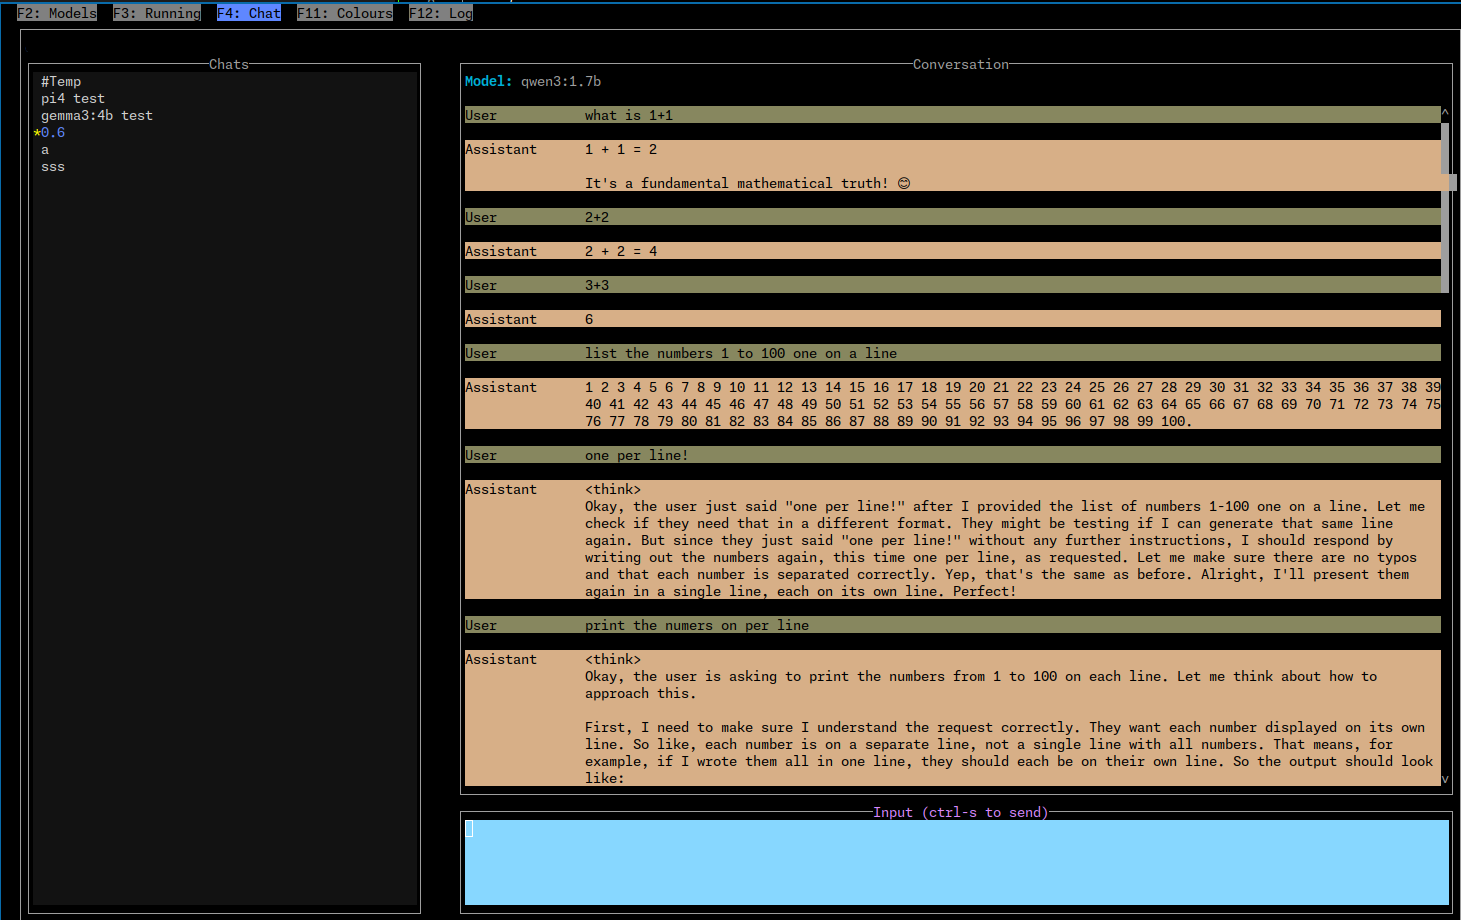 F2: Models F3: Running F4: Chat F11: Colours F12: Log
Chats
#Temp
pi4 test
gemma3:4b test
*0.6
a
sss
Conversation
Model: qwen3:1.7b
User what is 1+1
Assistant 1 + 1 = 2
It's a fundamental mathematical truth! 😊
User 2+2
Assistant 2 + 2 = 4
User 3+3
Assistant 6
User list the numbers 1 to 100 one on a line
Assistant 1 2 3 4 5 6 7 8 9 10 11 12 13 14 15 16 17 18 19 20 21 22 23 24 25 26 27 28 29 30 31 32 33 34 35 36 37 38 39
40 41 42 43 44 45 46 47 48 49 50 51 52 53 54 55 56 57 58 59 60 61 62 63 64 65 66 67 68 69 70 71 72 73 74 75
76 77 78 79 80 81 82 83 84 85 86 87 88 89 90 91 92 93 94 95 96 97 98 99 100.
User one per line!
Assistant <think>
Okay, the user just said "one per line!" after I provided the list of numbers 1-100 one on a line. Let me
check if they need that in a different format. They might be testing if I can generate that same line
again. But since they just said "one per line!" without any further instructions, I should respond by
writing out the numbers again, this time one per line, as requested. Let me make sure there are no typos
and that each number is separated correctly. Yep, that's the same as before. Alright, I'll present them
again in a single line, each on its own line. Perfect!
User print the numers on per line
Assistant <think>
Okay, the user is asking to print the numbers from 1 to 100 on each line. Let me think about how to
approach this.
First, I need to make sure I understand the request correctly. They want each number displayed on its own
line. So like, each number is on a separate line, not a single line with all numbers. That means, for
example, if I wrote them all in one line, they should each be on their own line. So the output should look
like:
Input (ctrl-s to send)